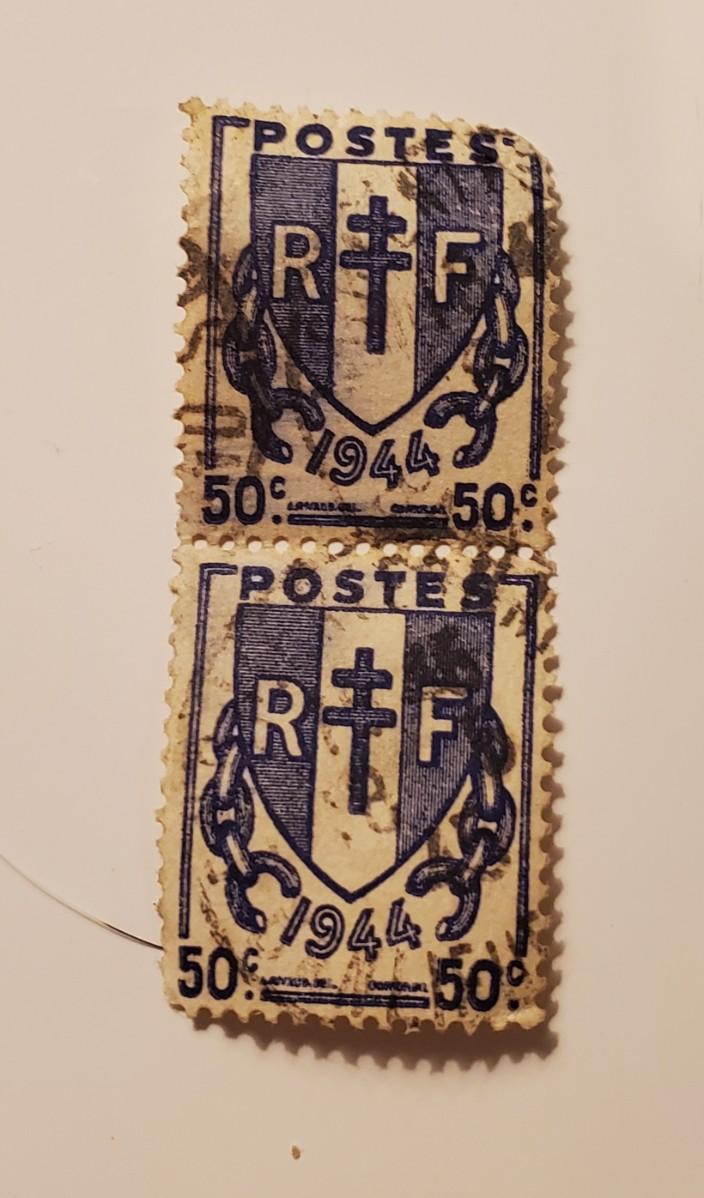 POSTES
R F
1944
50c. 50c.
POSTES
R F
1944
50c. 50c.